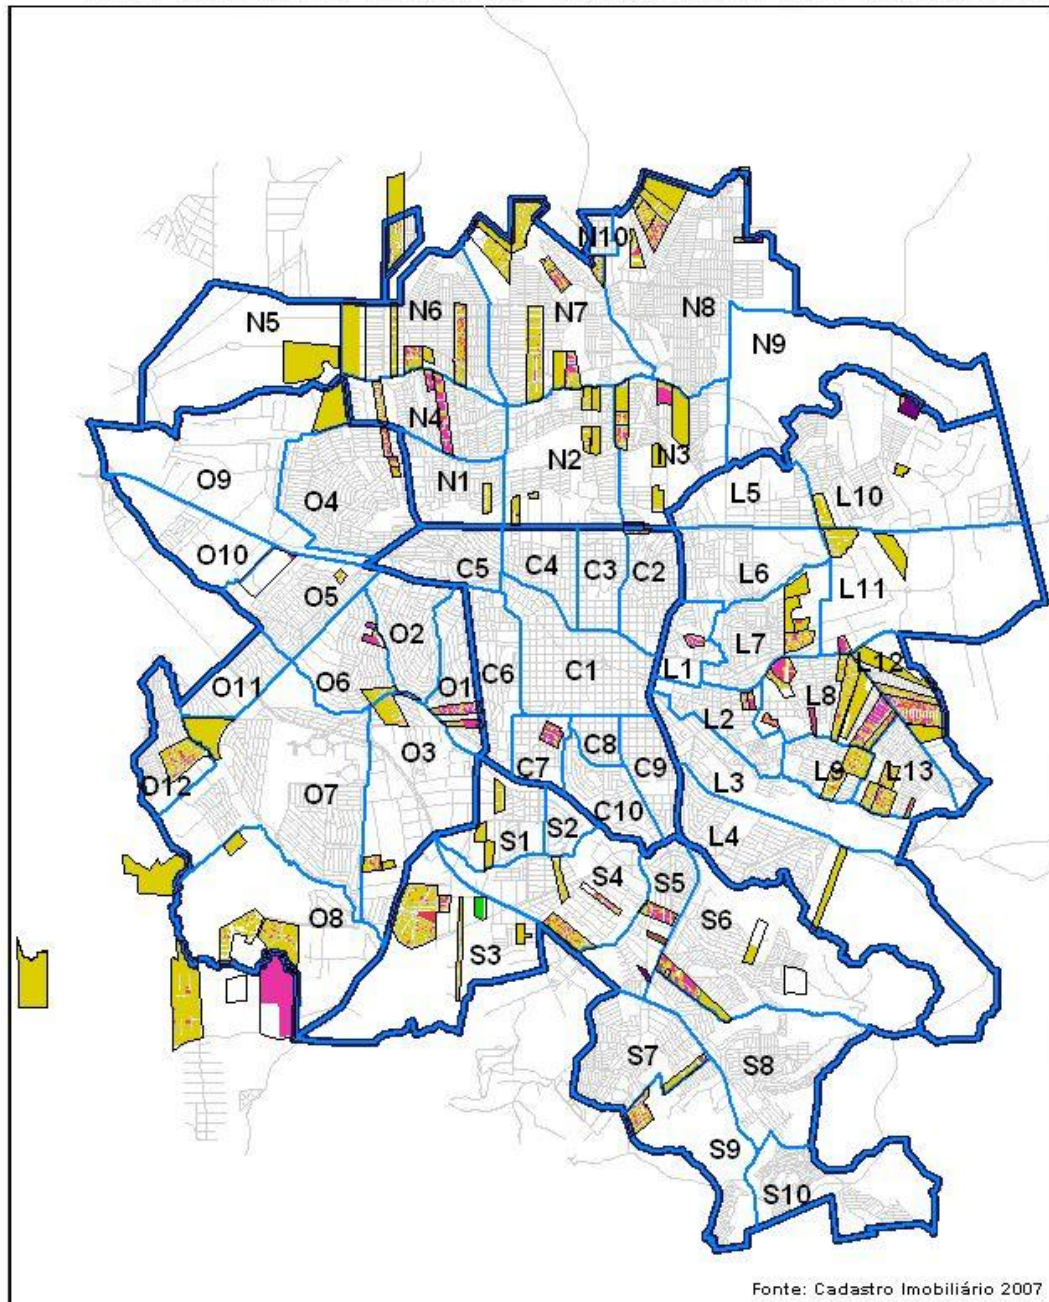 N10
N5
N6
N7
N8
N9
N4
N1
N2
N3
L5
L10
O9
O4
O10
O5
C5
C4
C3
C2
L6
L11
O2
L7
L1
C1
O11
O6
O1
C6
L2
L8
L12
O3
C7
C8
C9
L3
L9
L13
O12
O7
C10
S1
S2
L4
S4
S5
S6
O8
S3
S7
S8
S9
S10
Fonte: Cadastro Imobiliário 2007